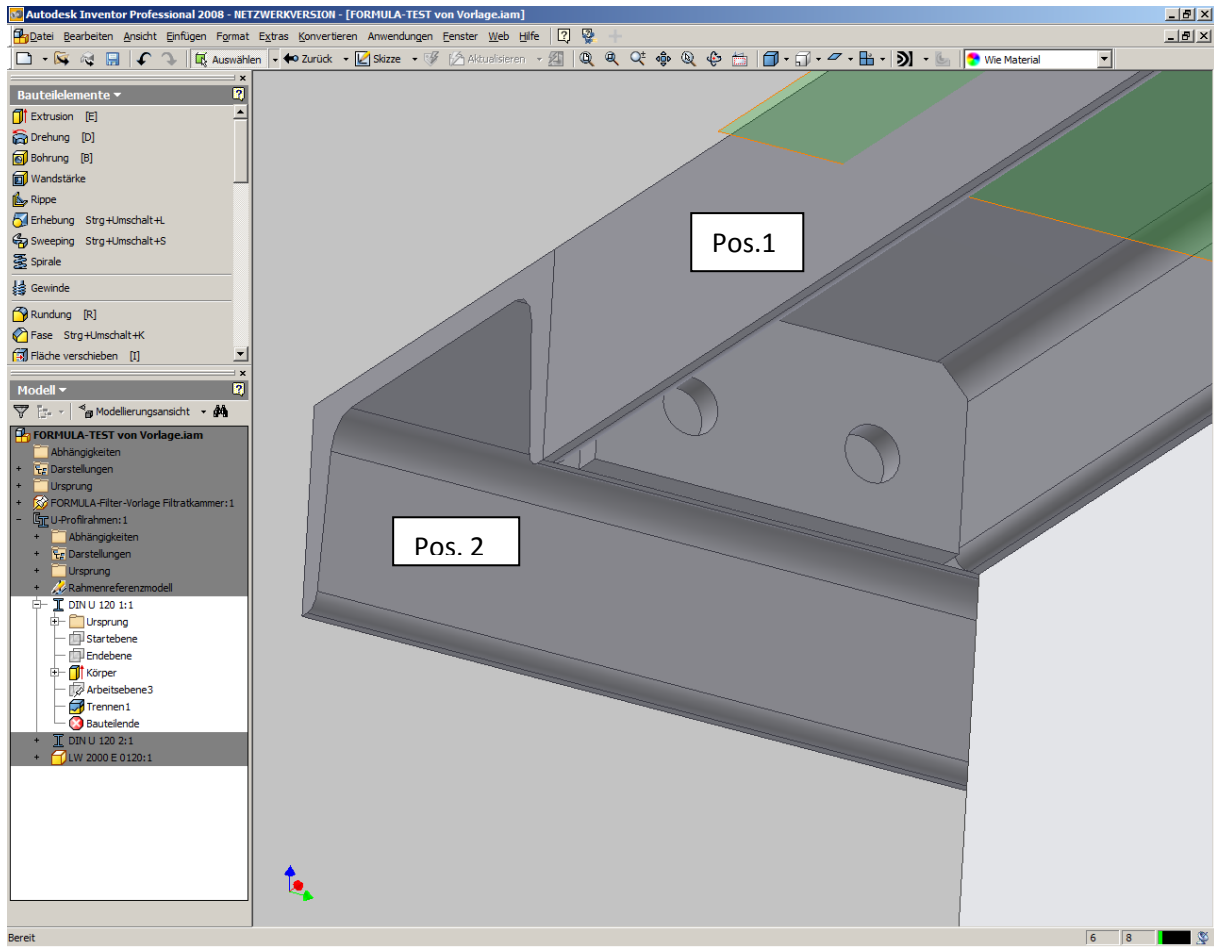 Autodesk Inventor Professional 2008 - NETZWERKVERSION - [FORMULA-TEST von Vorlage.iam]
Datei Bearbeiten Ansicht Einfügen Format Extras Konvertieren Anwendungen Fenster Web Hilfe
Auswählen Zurück Skizze Aktualisieren Wie Material
Bauteilelemente
Extrusion [E]
Drehung [D]
Bohrung [B]
Wandstärke
Rippe
Erhebung Strg+Umschalt+L
Sweeping Strg+Umschalt+S
Spirale
Gewinde
Rundung [R]
Fase Strg+Umschalt+K
Fläche verschieben [I]
Modell
Modellierungsansicht
FORMULA-TEST von Vorlage.iam
Abhängigkeiten
Darstellungen
Ursprung
FORMULA-Filter-Vorlage Filtratkammer:1
U-Profilrahmen:1
Abhängigkeiten
Darstellungen
Ursprung
Rahmenreferenzmodell
DIN U 120 1:1
Ursprung
Startebene
Endebene
Körper
Arbeitsebene3
Trennen1
Bauteilende
DIN U 120 2:1
LW 2000 E 0120:1
Pos.1
Pos. 2
Bereit
6 8